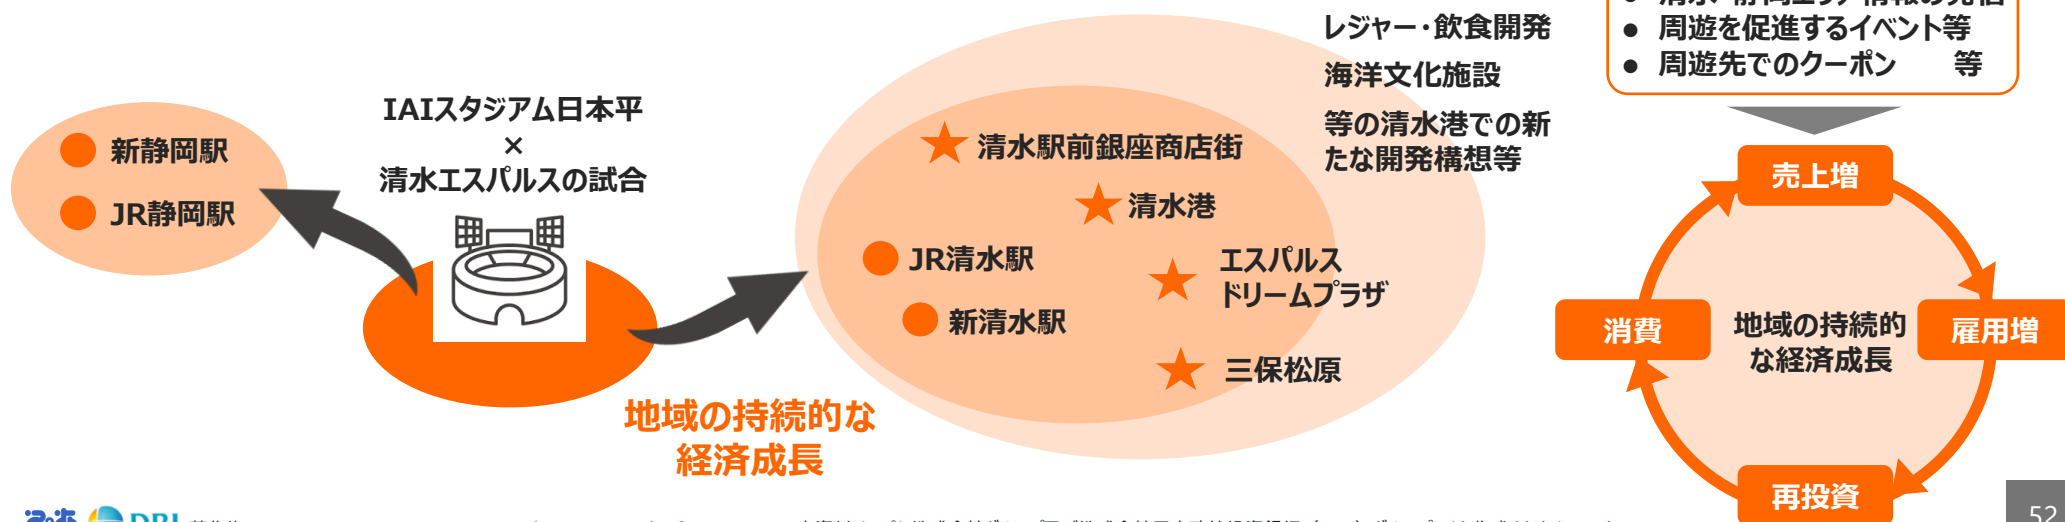 レジャー・飲食開発
海洋文化施設
等の清水港での新
たな開発構想等
● 周遊を促進するイベント等
● 周遊先でのクーポン 等
IAIスタジアム日本平
×
清水エスパルスの試合
新静岡駅
JR静岡駅
清水駅前銀座商店街
清水港
JR清水駅
エスパルス
ドリームプラザ
新清水駅
三保松原
地域の持続的な
経済成長
売上増
雇用増
再投資
消費
地域の持続的
な経済成長
52